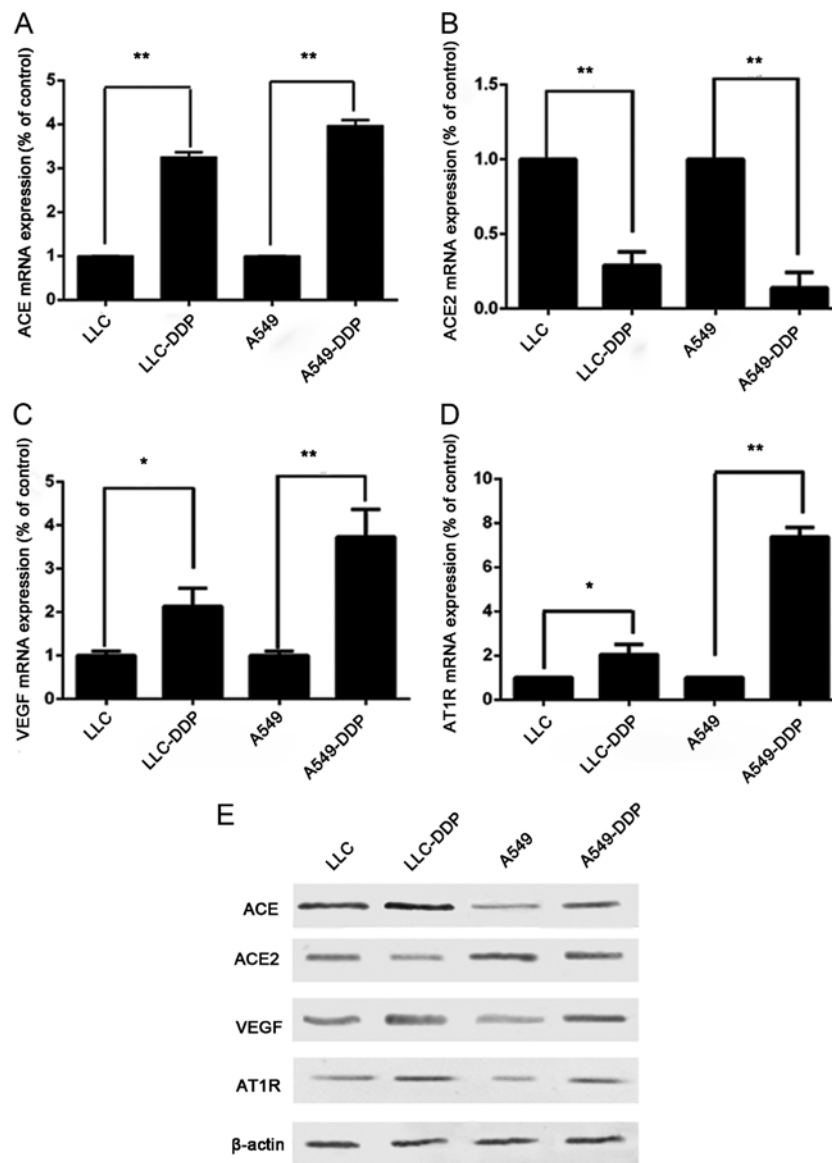 A
ACE mRNA expression (% of control)
5
4
3
2
1
0
**
**
LLC
LLC-DDP
A549
A549-DDP
B
ACE2 mRNA expression (% of control)
1.5
1.0
0.5
0.0
**
**
LLC
LLC-DDP
A549
A549-DDP
C
VEGF mRNA expression (% of control)
5
4
3
2
1
0
*
**
LLC
LLC-DDP
A549
A549-DDP
D
AT1R mRNA expression (% of control)
10
8
6
4
2
0
*
**
LLC
LLC-DDP
A549
A549-DDP
E
LLC
LLC-DDP
A549
A549-DDP
ACE
ACE2
VEGF
AT1R
β-actin